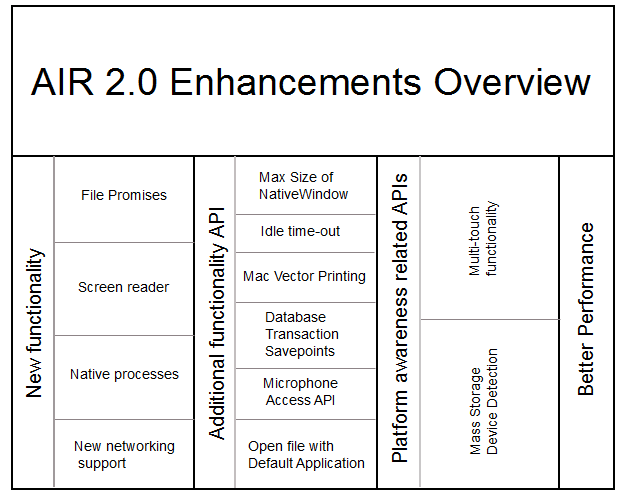 AIR 2.0 Enhancements Overview
New functionality
File Promises
Screen reader
Native processes
New networking
support
Additional functionality API
Max Size of
NativeWindow
Idle time-out
Mac Vector Printing
Database
Transaction
Savepoints
Microphone
Access API
Open file with
Default Application
Platform awareness related APIs
Multi-touch
functionality
Mass Storage
Device Detection
Better Performance